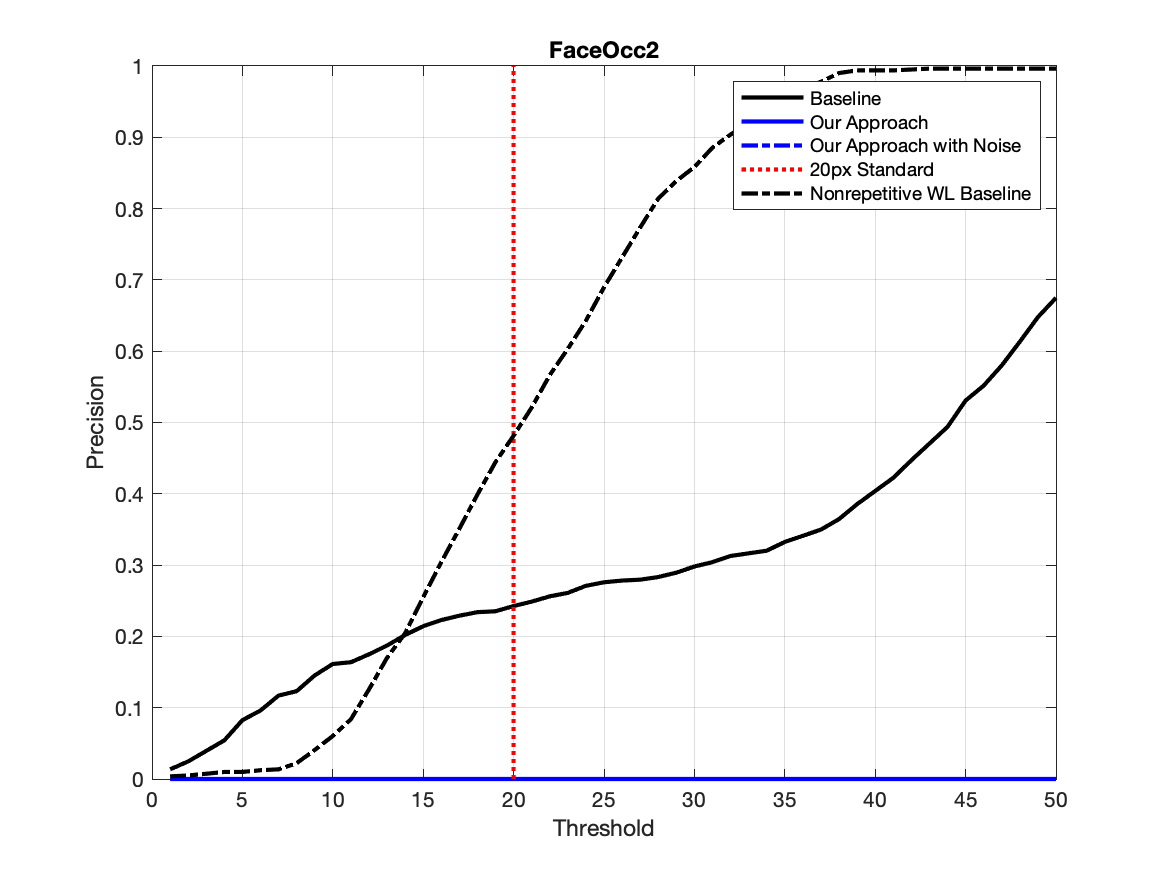 FaceOcc2
1
0.9
0.8
0.7
0.6
0.5
0.4
0.3
0.2
0.1
0
Precision
Baseline
Our Approach
Our Approach with Noise
20px Standard
Nonrepetitive WL Baseline
0 5 10 15 20 25 30 35 40 45 50
Threshold